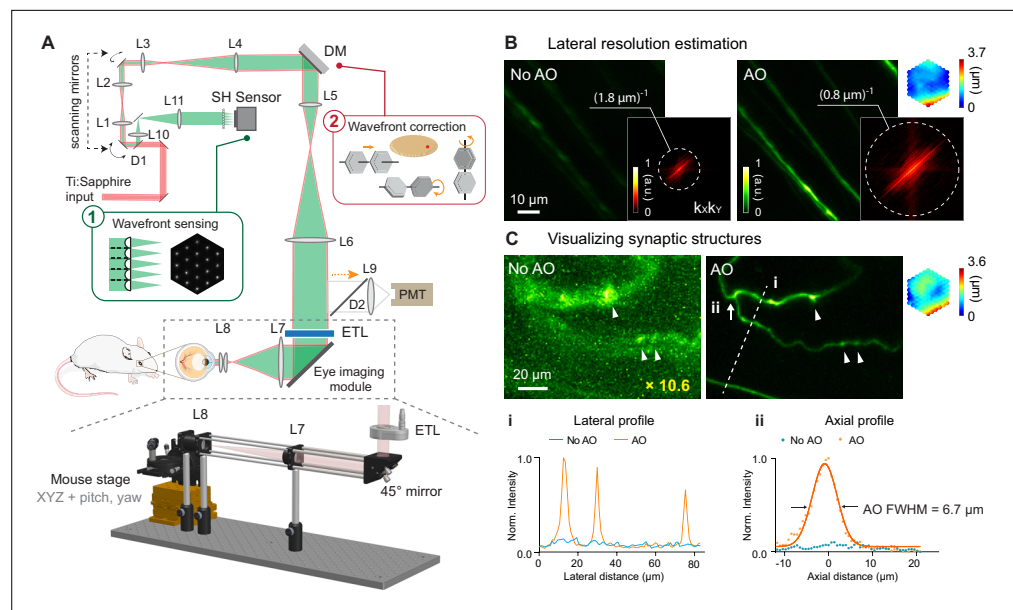 A
L3
L4
DM
scanning mirrors
L2
L11
SH Sensor
L5
L1
L10
D1
2
Wavefront correction
Ti:Sapphire
input
1
Wavefront sensing
L6
L9
D2
PMT
ETL
L8
L7
Eye imaging
module
L8
L7
ETL
Mouse stage
XYZ + pitch, yaw
45° mirror
B Lateral resolution estimation
No AO
(1.8 µm)⁻¹
1
(a.u.)
0
kXkY
10 µm
AO
(0.8 µm)⁻¹
1
(a.u.)
0
3.7
(µm)
0
C Visualizing synaptic structures
No AO
20 µm
× 10.6
AO
i
ii
3.6
(µm)
0
i Lateral profile
No AO AO
Norm. Intensity
1.0
0.0
0 20 40 60 80
Lateral distance (µm)
ii Axial profile
No AO AO
Norm. Intensity
1.0
0.0
AO FWHM = 6.7 µm
-10 0 10 20
Axial distance (µm)